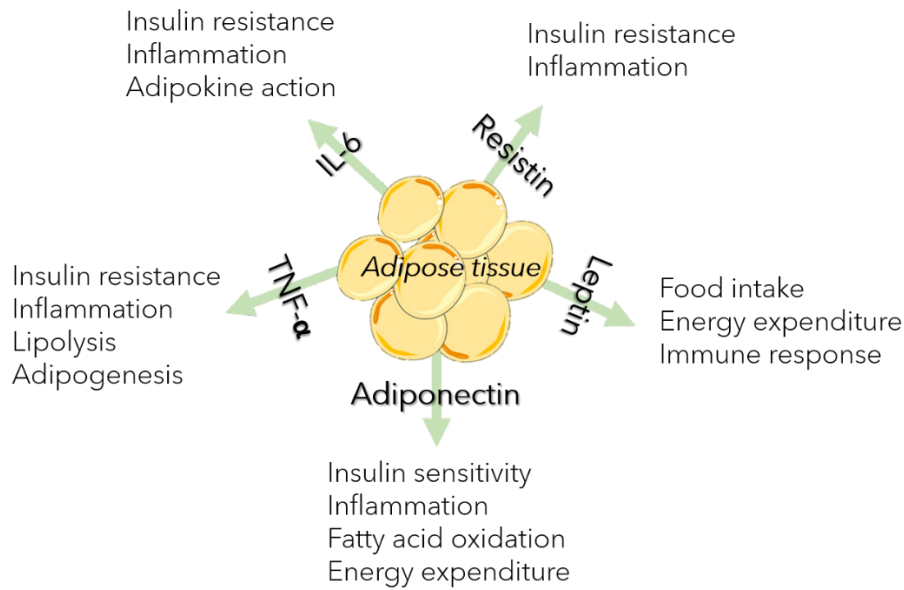 Insulin resistance
Inflammation
Adipokine action
Insulin resistance
Inflammation
IL-6
Resistin
Adipose tissue
TNF-α
Leptin
Insulin resistance
Inflammation
Lipolysis
Adipogenesis
Food intake
Energy expenditure
Immune response
Adiponectin
Insulin sensitivity
Inflammation
Fatty acid oxidation
Energy expenditure